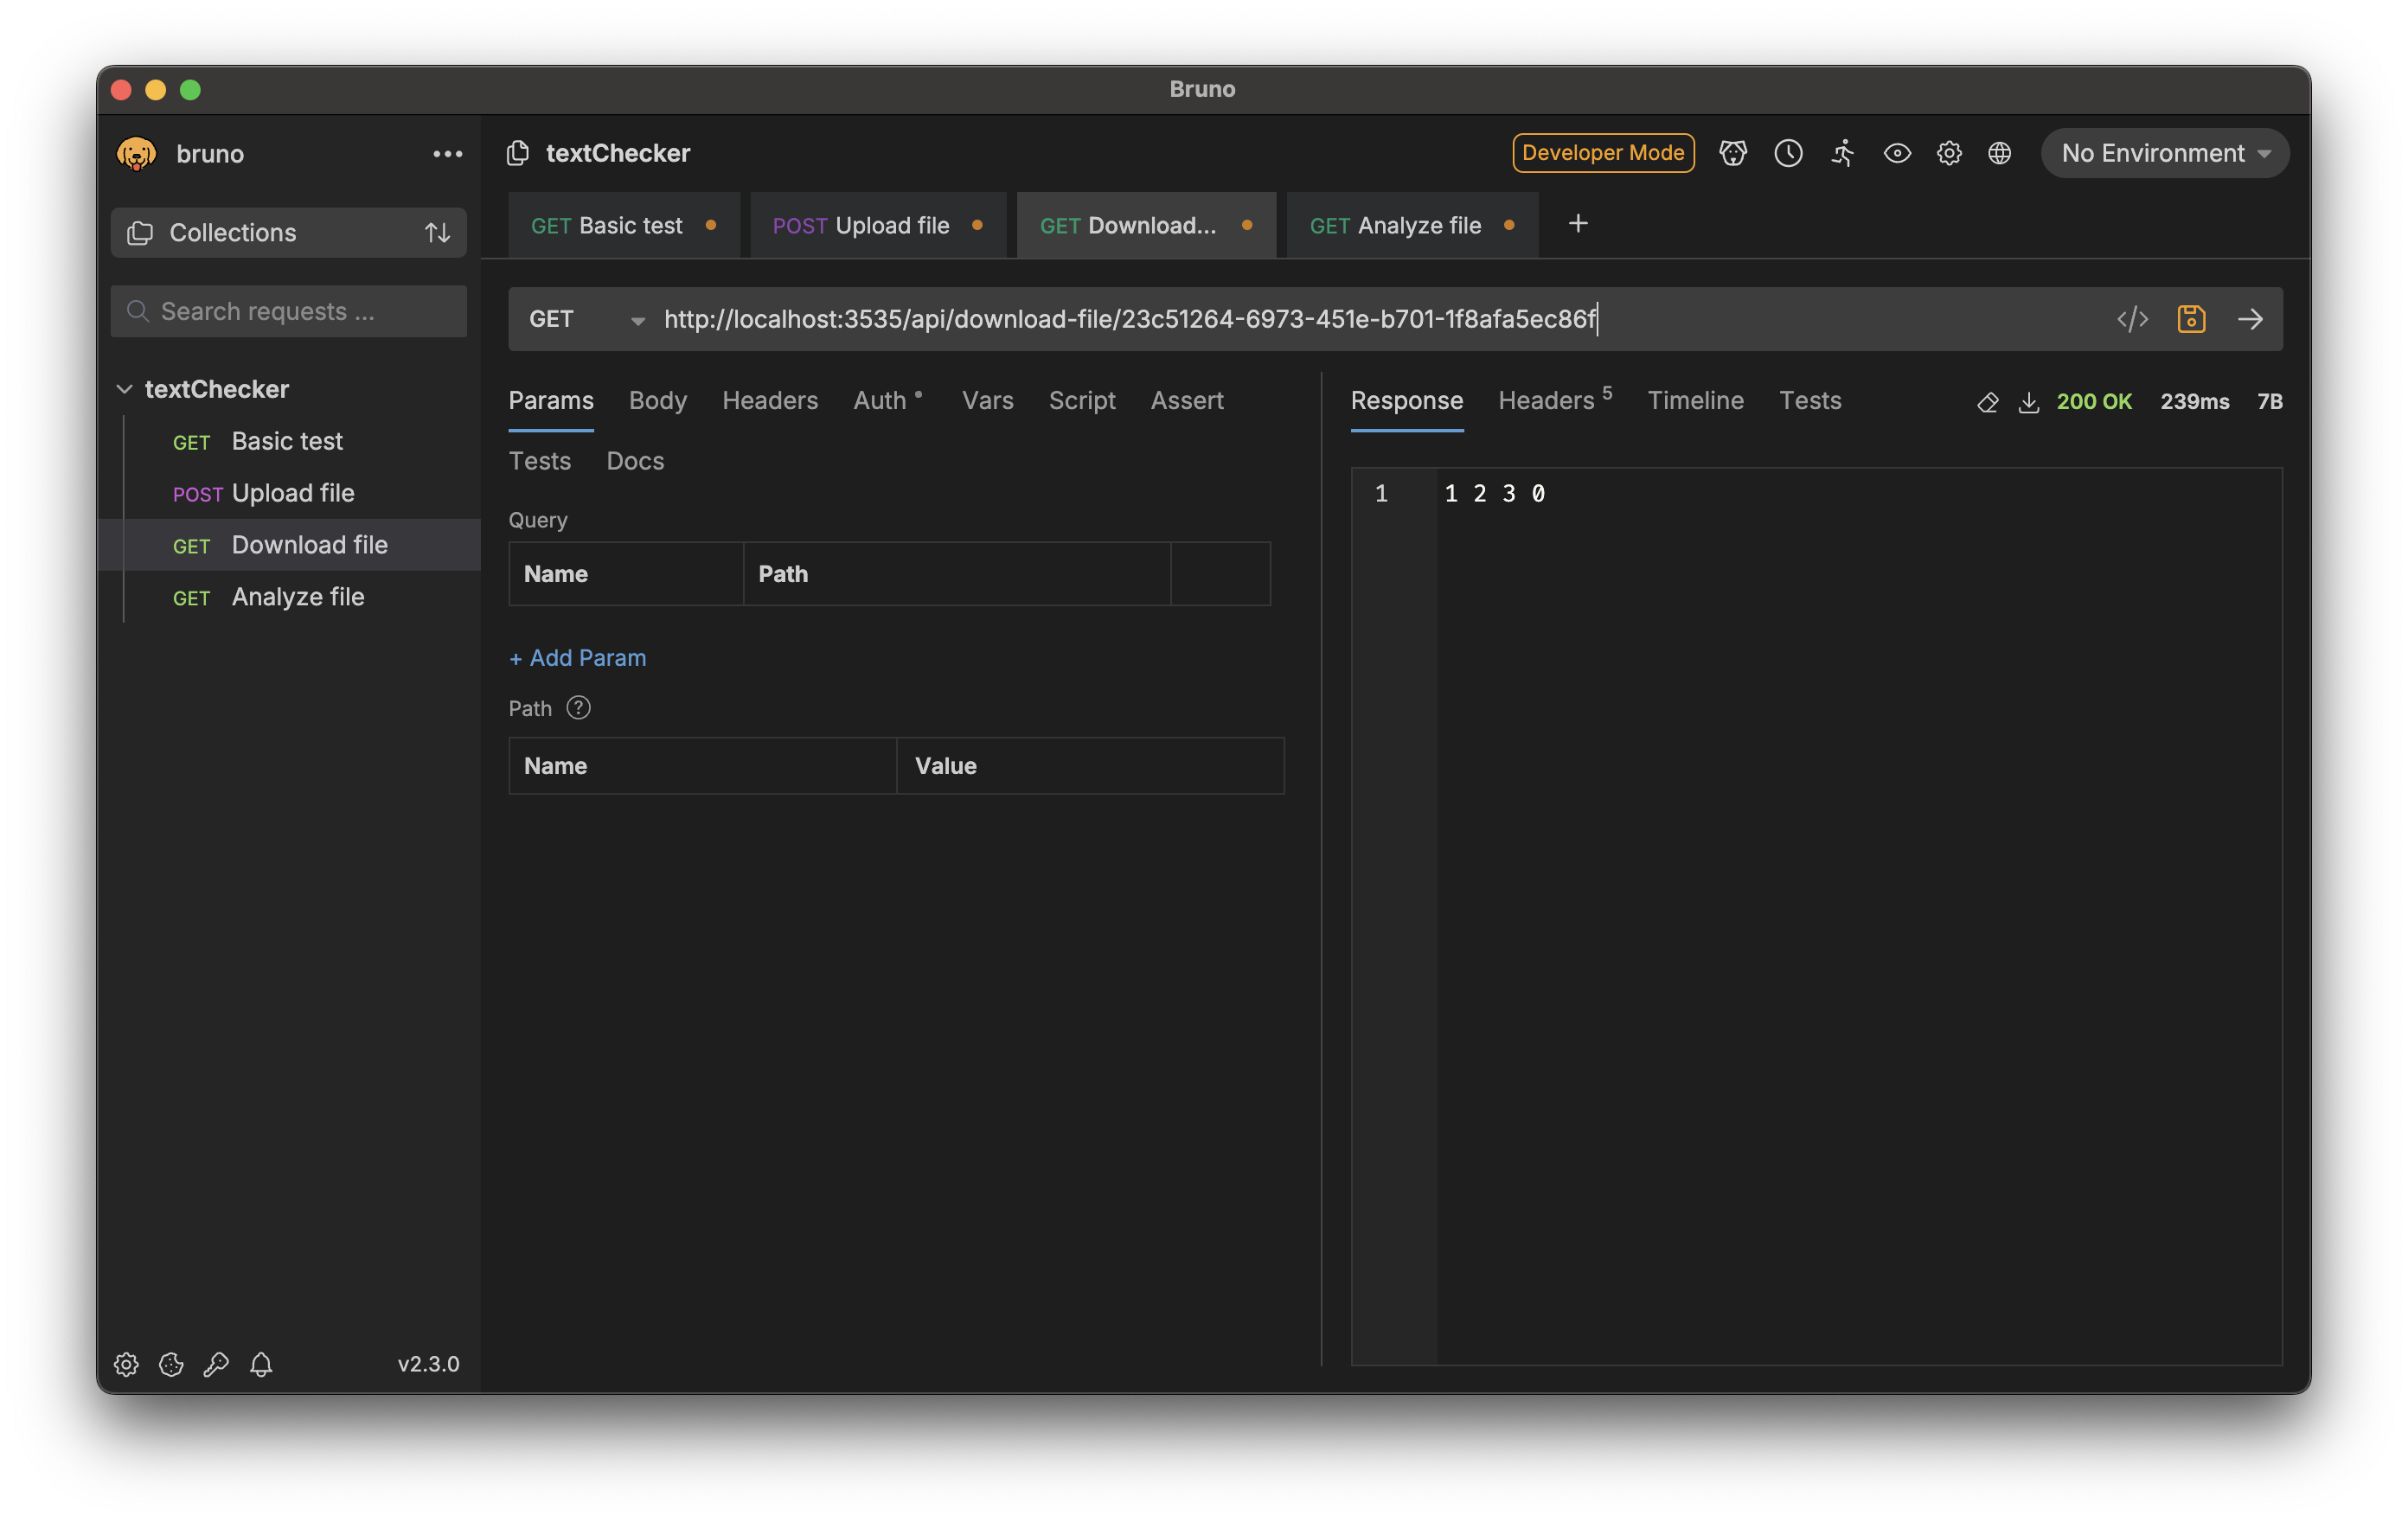 Bruno
bruno
textChecker
Developer Mode
No Environment
Collections
GET Basic test
POST Upload file
GET Download...
GET Analyze file
Search requests ...
GET
http://localhost:3535/api/download-file/23c51264-6973-451e-b701-1f8afa5ec86f
textChecker
GET Basic test
POST Upload file
GET Download file
GET Analyze file
Params Body Headers Auth Vars Script Assert
Tests Docs
Query
Name Path
+ Add Param
Path ?
Name Value
Response Headers 5 Timeline Tests
200 OK 239ms 7B
1 1 2 3 0
v2.3.0